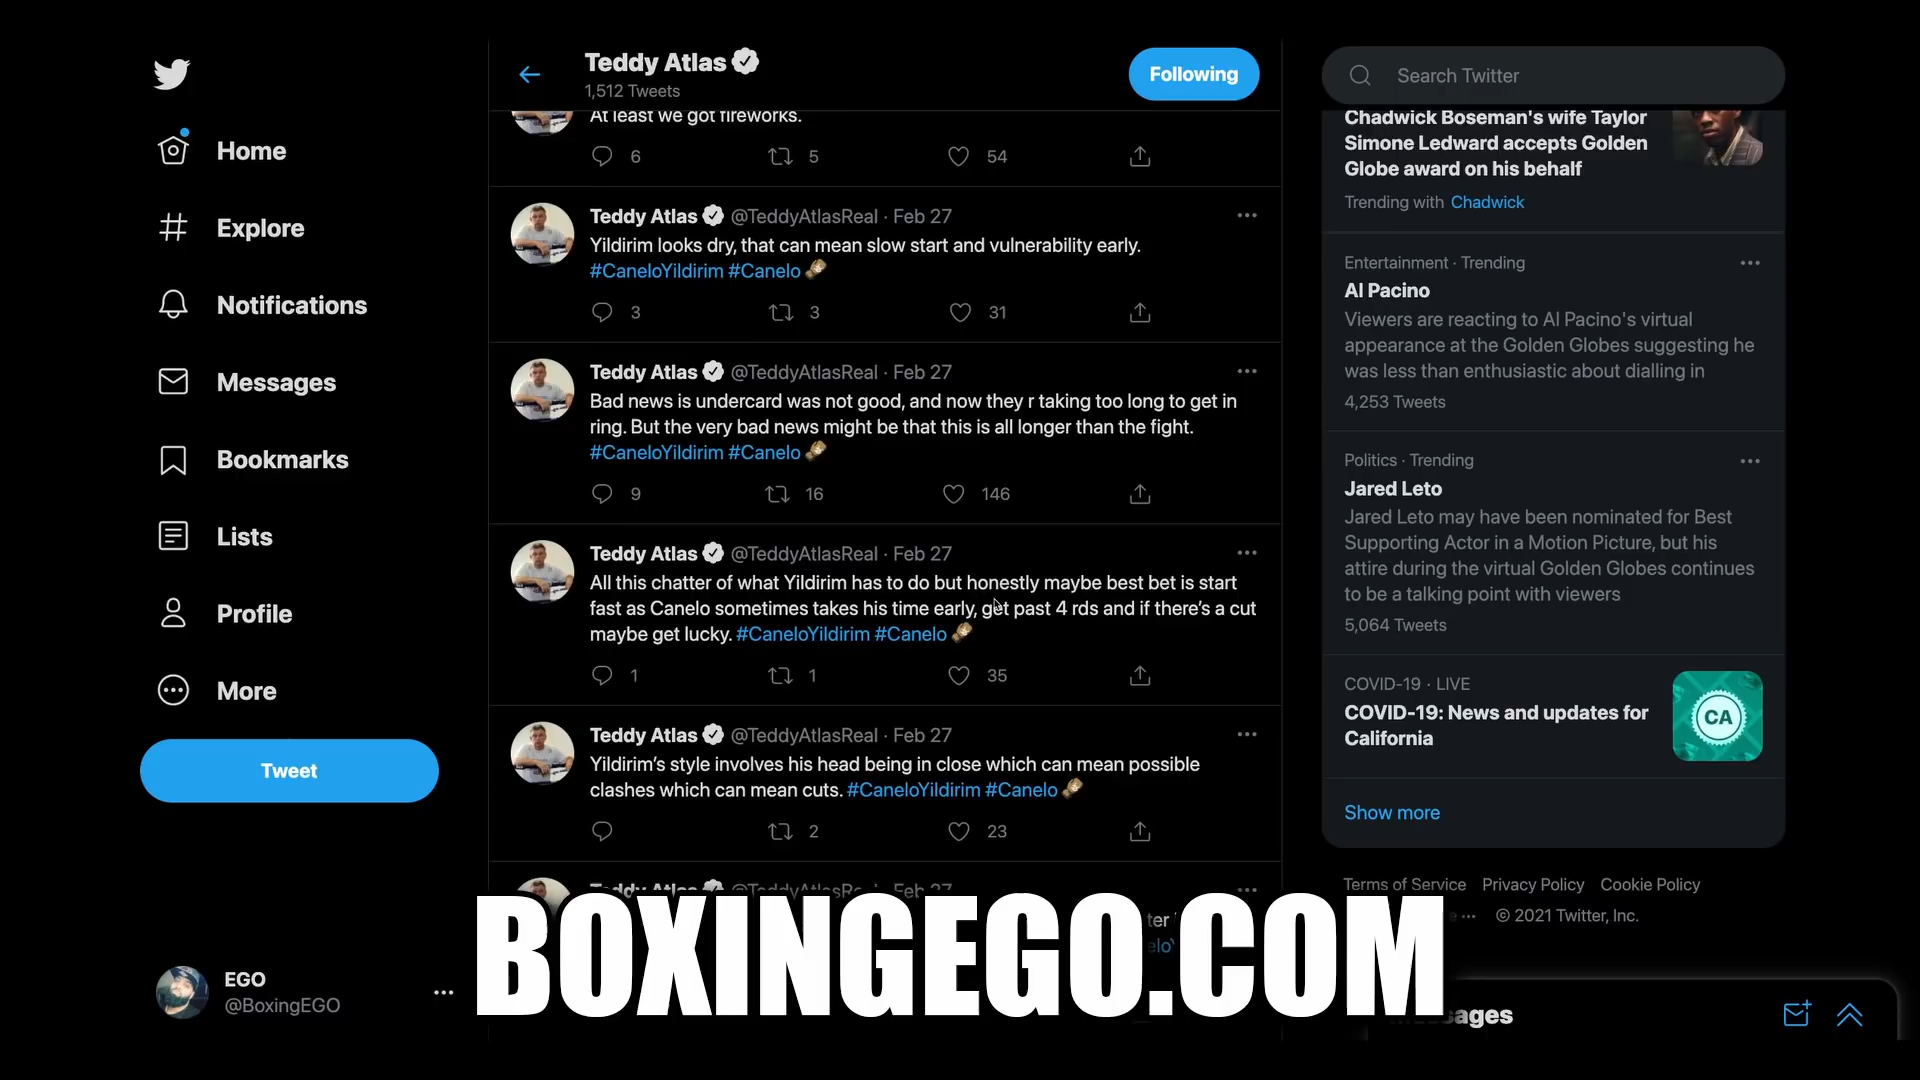 Home
Explore
Notifications
Messages
Bookmarks
Lists
Profile
More
Tweet
EGO
@BoxingEGO
Teddy Atlas
1,512 Tweets
Following
At least we got fireworks.
6 5 54
Teddy Atlas @TeddyAtlasReal · Feb 27
Yildirim looks dry, that can mean slow start and vulnerability early.
#CaneloYildirim #Canelo
3 3 31
Teddy Atlas @TeddyAtlasReal · Feb 27
Bad news is undercard was not good, and now they r taking too long to get in
ring. But the very bad news might be that this is all longer than the fight.
#CaneloYildirim #Canelo
9 16 146
Teddy Atlas @TeddyAtlasReal · Feb 27
All this chatter of what Yildirim has to do but honestly maybe best bet is start
fast as Canelo sometimes takes his time early, get past 4 rds and if there's a cut
maybe get lucky. #CaneloYildirim #Canelo
1 1 35
Teddy Atlas @TeddyAtlasReal · Feb 27
Yildirim's style involves his head being in close which can mean possible
clashes which can mean cuts. #CaneloYildirim #Canelo
2 23
Teddy Atlas @TeddyAtlasRe Feb 27
BOXINGEGO.COM
Search Twitter
Chadwick Boseman's wife Taylor
Simone Ledward accepts Golden
Globe award on his behalf
Trending with Chadwick
Entertainment · Trending
Al Pacino
Viewers are reacting to Al Pacino's virtual
appearance at the Golden Globes suggesting he
was less than enthusiastic about dialling in
4,253 Tweets
Politics · Trending
Jared Leto
Jared Leto may have been nominated for Best
Supporting Actor in a Motion Picture, but his
attire during the virtual Golden Globes continues
to be a talking point with viewers
5,064 Tweets
COVID-19 · LIVE
COVID-19: News and updates for
California
CA
Show more
Terms of Service Privacy Policy Cookie Policy
© 2021 Twitter, Inc.
ssages